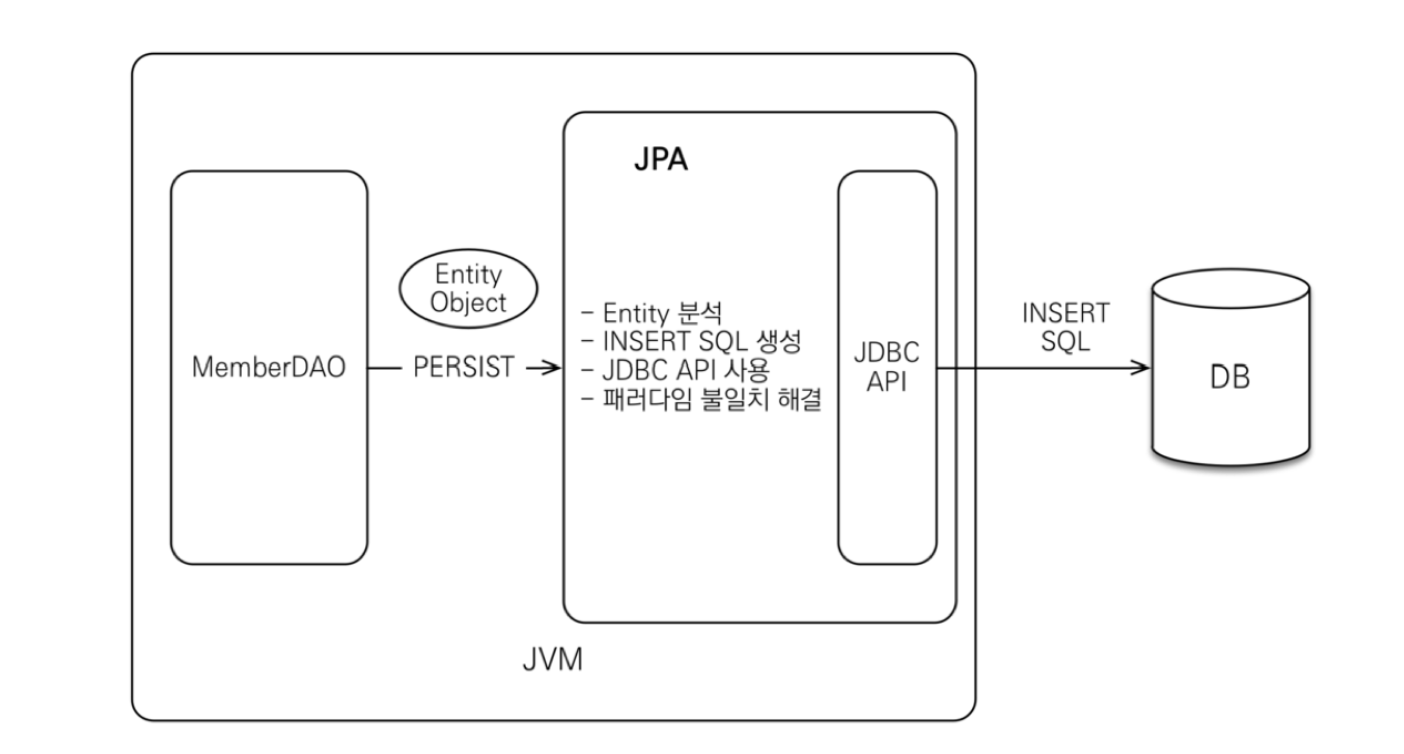 JPA
MemberDAO
Entity
Object
PERSIST
- Entity 분석
- INSERT SQL 생성
- JDBC API 사용
- 패러다임 불일치 해결
JDBC
API
INSERT
SQL
DB
JVM